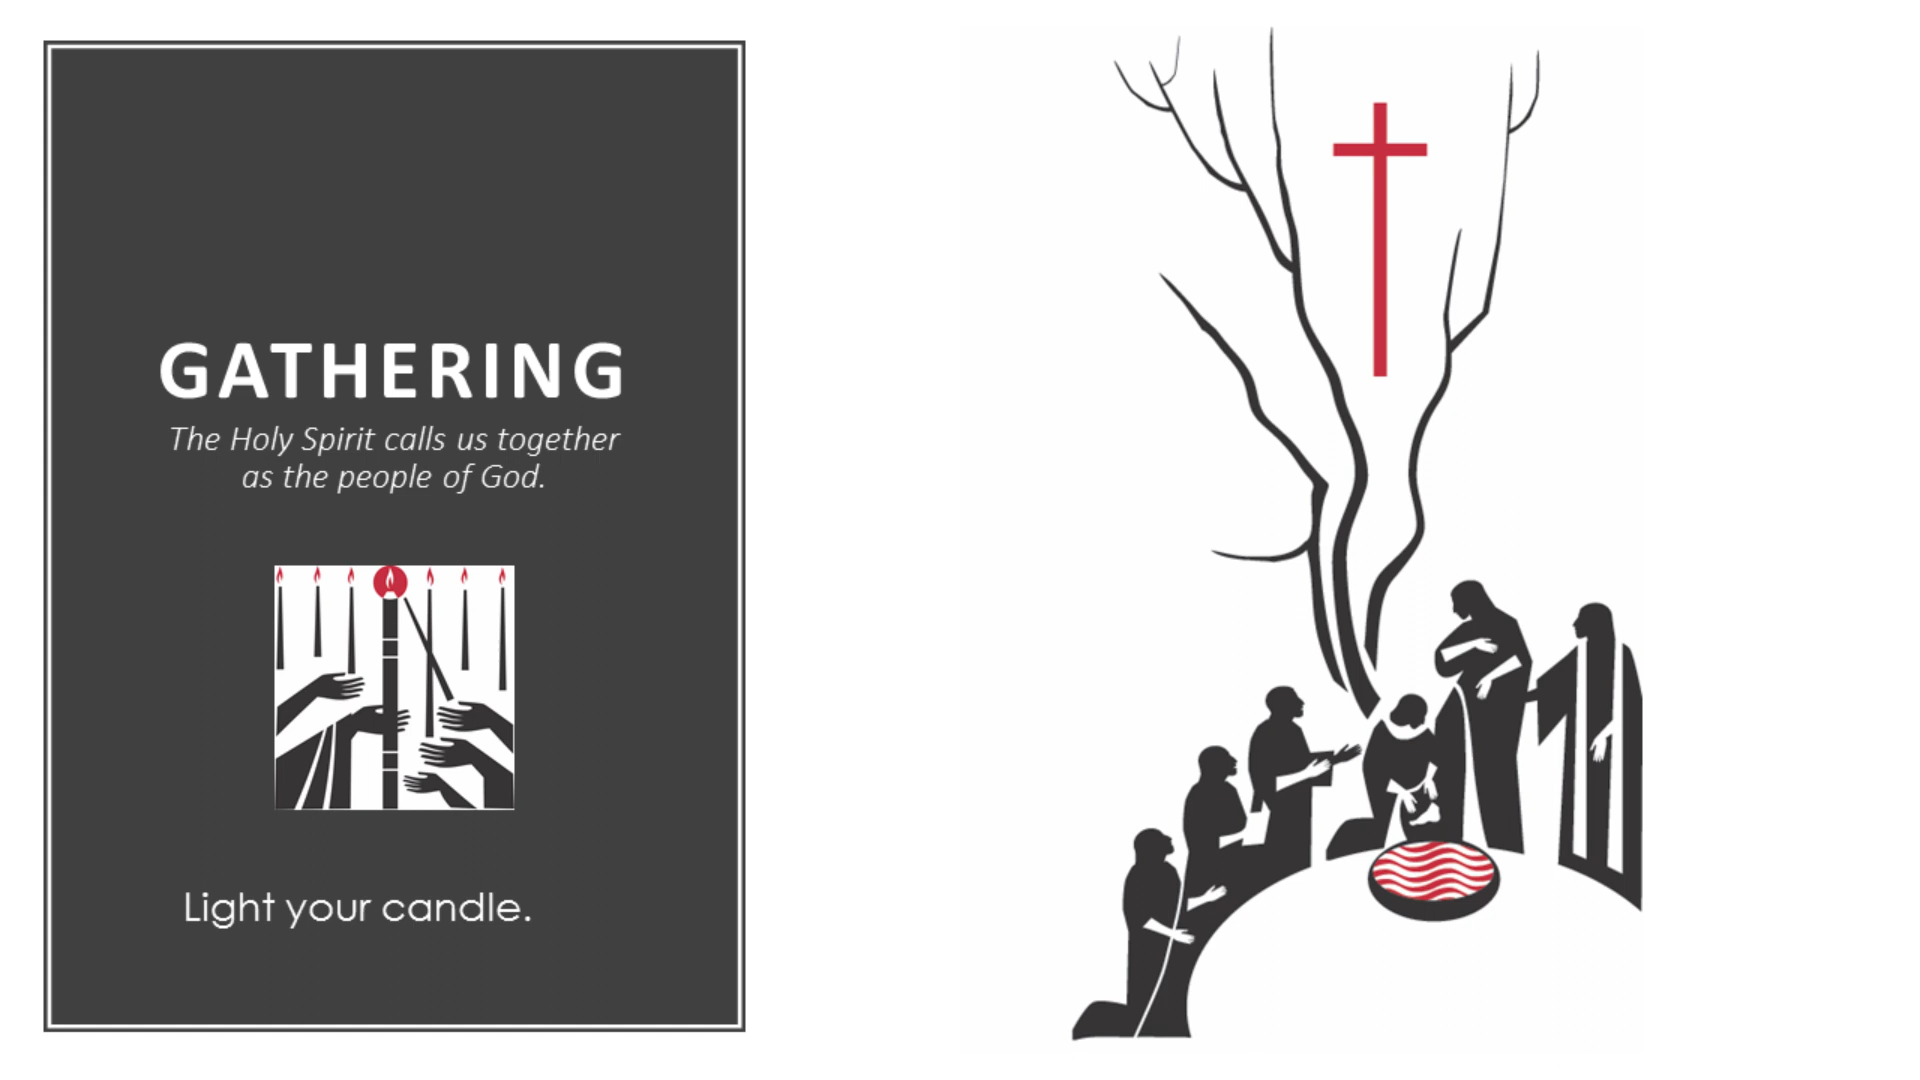 GATHERING
The Holy Spirit calls us together
as the people of God.
Light your candle.